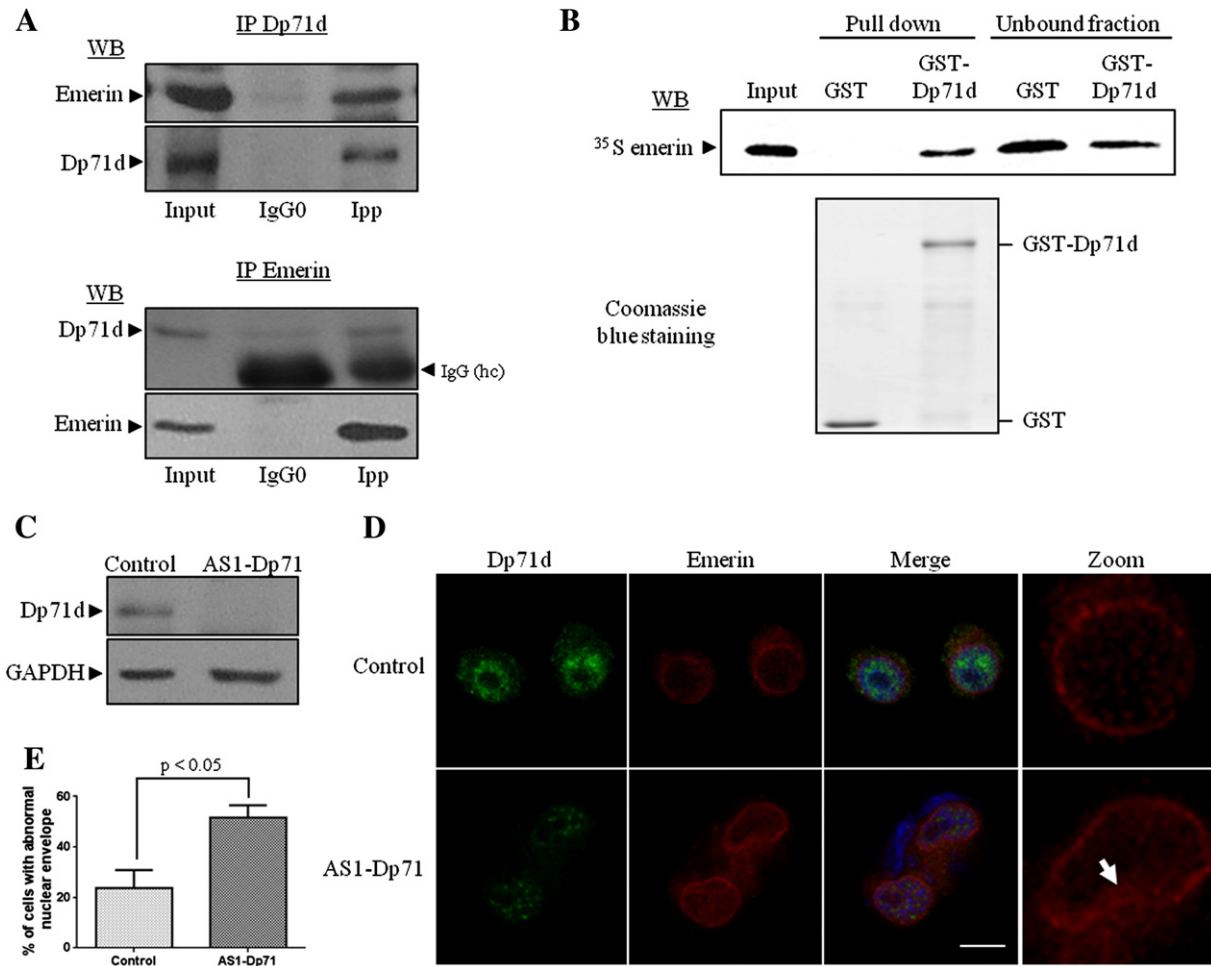 A
IP Dp71d
WB
Emerin
Dp71d
Input IgG0 Ipp
IP Emerin
WB
Dp71d
IgG (hc)
Emerin
Input IgG0 Ipp
B
Pull down Unbound fraction
WB Input GST GST-Dp71d GST GST-Dp71d
35S emerin
GST-Dp71d
Coomassie
blue staining
GST
C
Control AS1-Dp71
Dp71d
GAPDH
D
Dp71d Emerin Merge Zoom
Control
AS1-Dp71
E
p < 0.05
% of cells with abnormal
nuclear envelope
60
40
20
0
Control AS1-Dp71